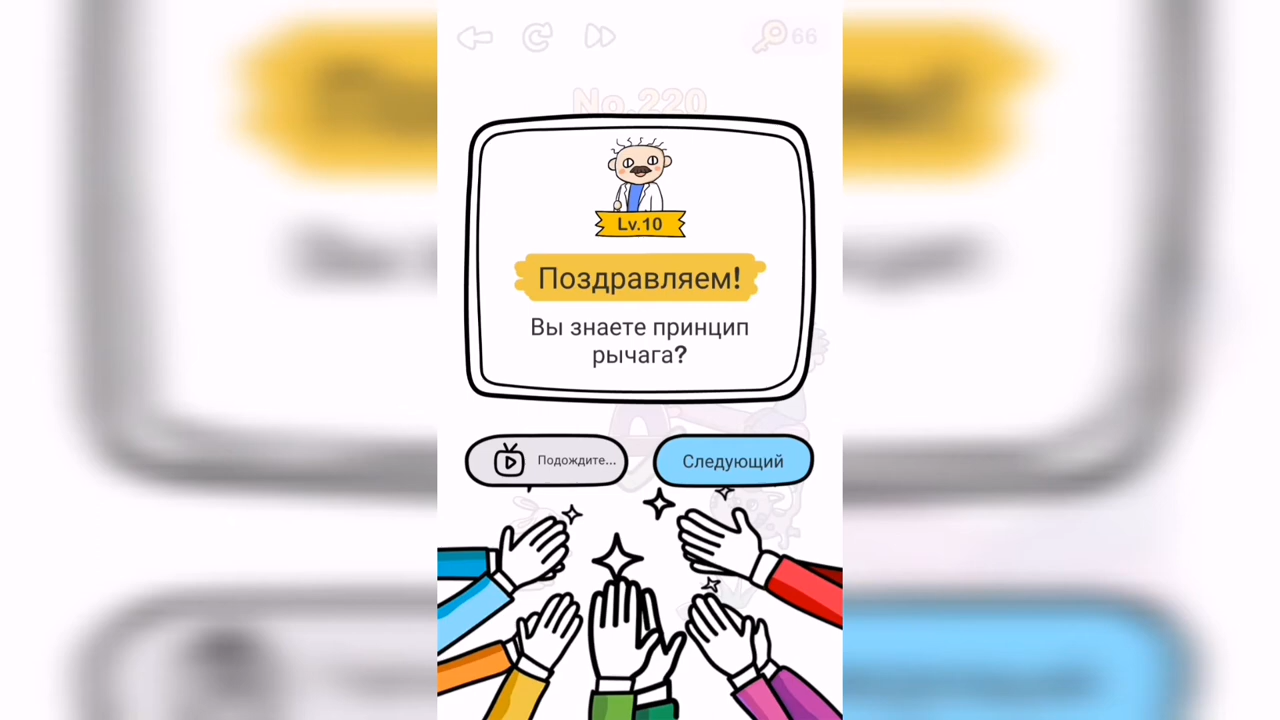 66
No.220
Lv.10
Поздравляем!
Вы знаете принцип
рычага?
Подождите...
Следующий